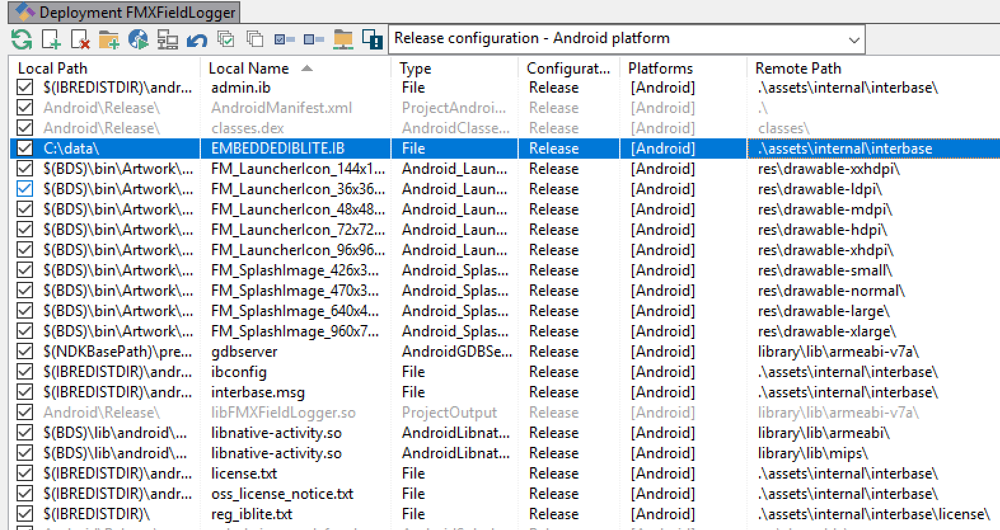 Deployment FMXFieldLogger
Release configuration - Android platform
Local Path Local Name Type Configurat... Platforms Remote Path
$(IBREDISTDIR)\andr... admin.ib File Release [Android] .\assets\internal\interbase\
Android\Release\ AndroidManifest.xml ProjectAndroi... Release [Android] .\
Android\Release\ classes.dex AndroidClasse... Release [Android] classes\
C:\data\ EMBEDDEDIBLITE.IB File Release [Android] .\assets\internal\interbase
$(BDS)\bin\Artwork\... FM_LauncherIcon_144x1... Android_Laun... Release [Android] res\drawable-xxhdpi\
$(BDS)\bin\Artwork\... FM_LauncherIcon_36x36... Android_Laun... Release [Android] res\drawable-ldpi\
$(BDS)\bin\Artwork\... FM_LauncherIcon_48x48... Android_Laun... Release [Android] res\drawable-mdpi\
$(BDS)\bin\Artwork\... FM_LauncherIcon_72x72... Android_Laun... Release [Android] res\drawable-hdpi\
$(BDS)\bin\Artwork\... FM_LauncherIcon_96x96... Android_Laun... Release [Android] res\drawable-xhdpi\
$(BDS)\bin\Artwork\... FM_SplashImage_426x3... Android_Splas... Release [Android] res\drawable-small\
$(BDS)\bin\Artwork\... FM_SplashImage_470x3... Android_Splas... Release [Android] res\drawable-normal\
$(BDS)\bin\Artwork\... FM_SplashImage_640x4... Android_Splas... Release [Android] res\drawable-large\
$(BDS)\bin\Artwork\... FM_SplashImage_960x7... Android_Splas... Release [Android] res\drawable-xlarge\
$(NDKBasePath)\pre... gdbserver AndroidGDBSe... Release [Android] library\lib\armeabi-v7a\
$(IBREDISTDIR)\andr... ibconfig File Release [Android] .\assets\internal\interbase\
$(IBREDISTDIR)\andr... interbase.msg File Release [Android] .\assets\internal\interbase\
Android\Release\ libFMXFieldLogger.so ProjectOutput Release [Android] library\lib\armeabi-v7a\
$(BDS)\lib\android\... libnative-activity.so AndroidLibnat... Release [Android] library\lib\armeabi\
$(BDS)\lib\android\... libnative-activity.so AndroidLibnat... Release [Android] library\lib\mips\
$(IBREDISTDIR)\andr... license.txt File Release [Android] .\assets\internal\interbase\
$(IBREDISTDIR)\andr... oss_license_notice.txt File Release [Android] .\assets\internal\interbase\
$(IBREDISTDIR)\ reg_iblite.txt File Release [Android] .\assets\internal\interbase\license\